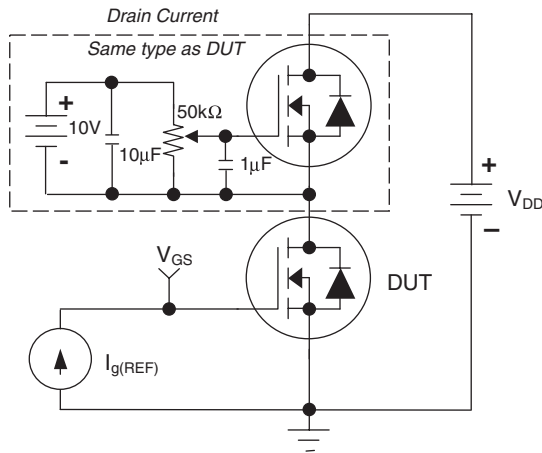 Drain Current
Same type as DUT
+
10V
-
10µF
50kΩ
1µF
+
V_DD
−
V_GS
DUT
I_g(REF)